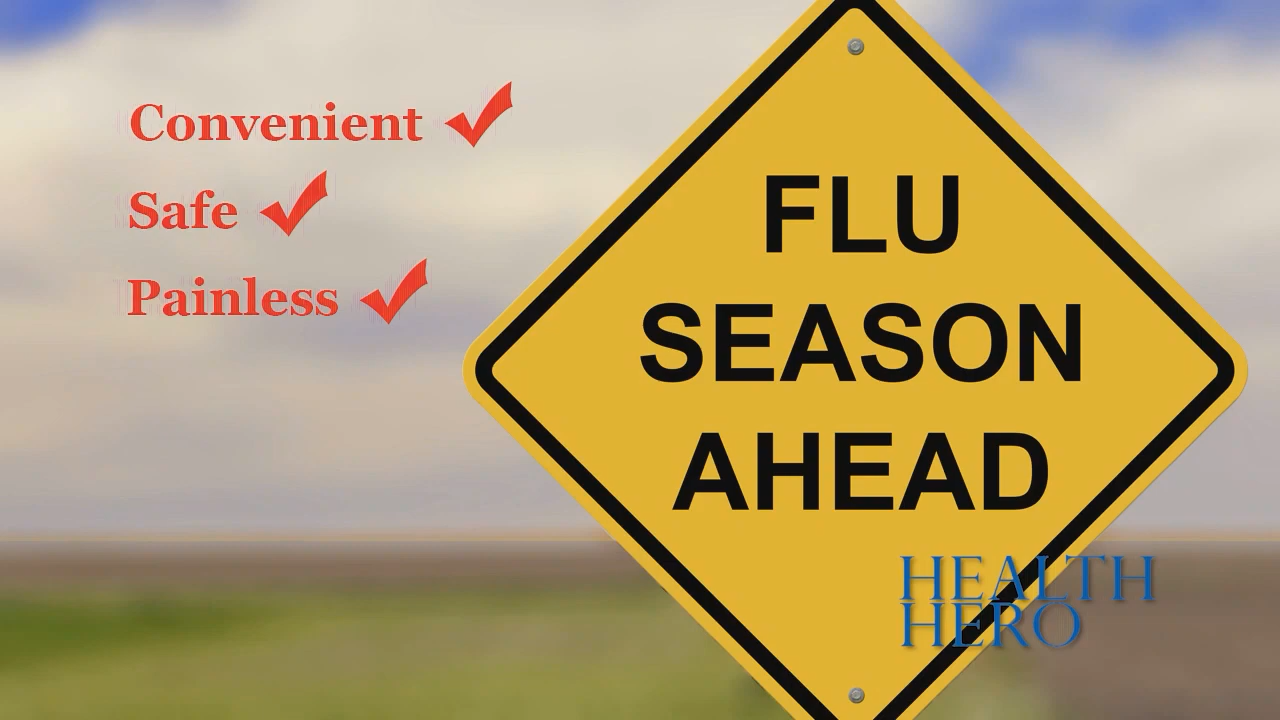 Convenient
Safe
Painless
FLU
SEASON
AHEAD
HEALTH
HERO